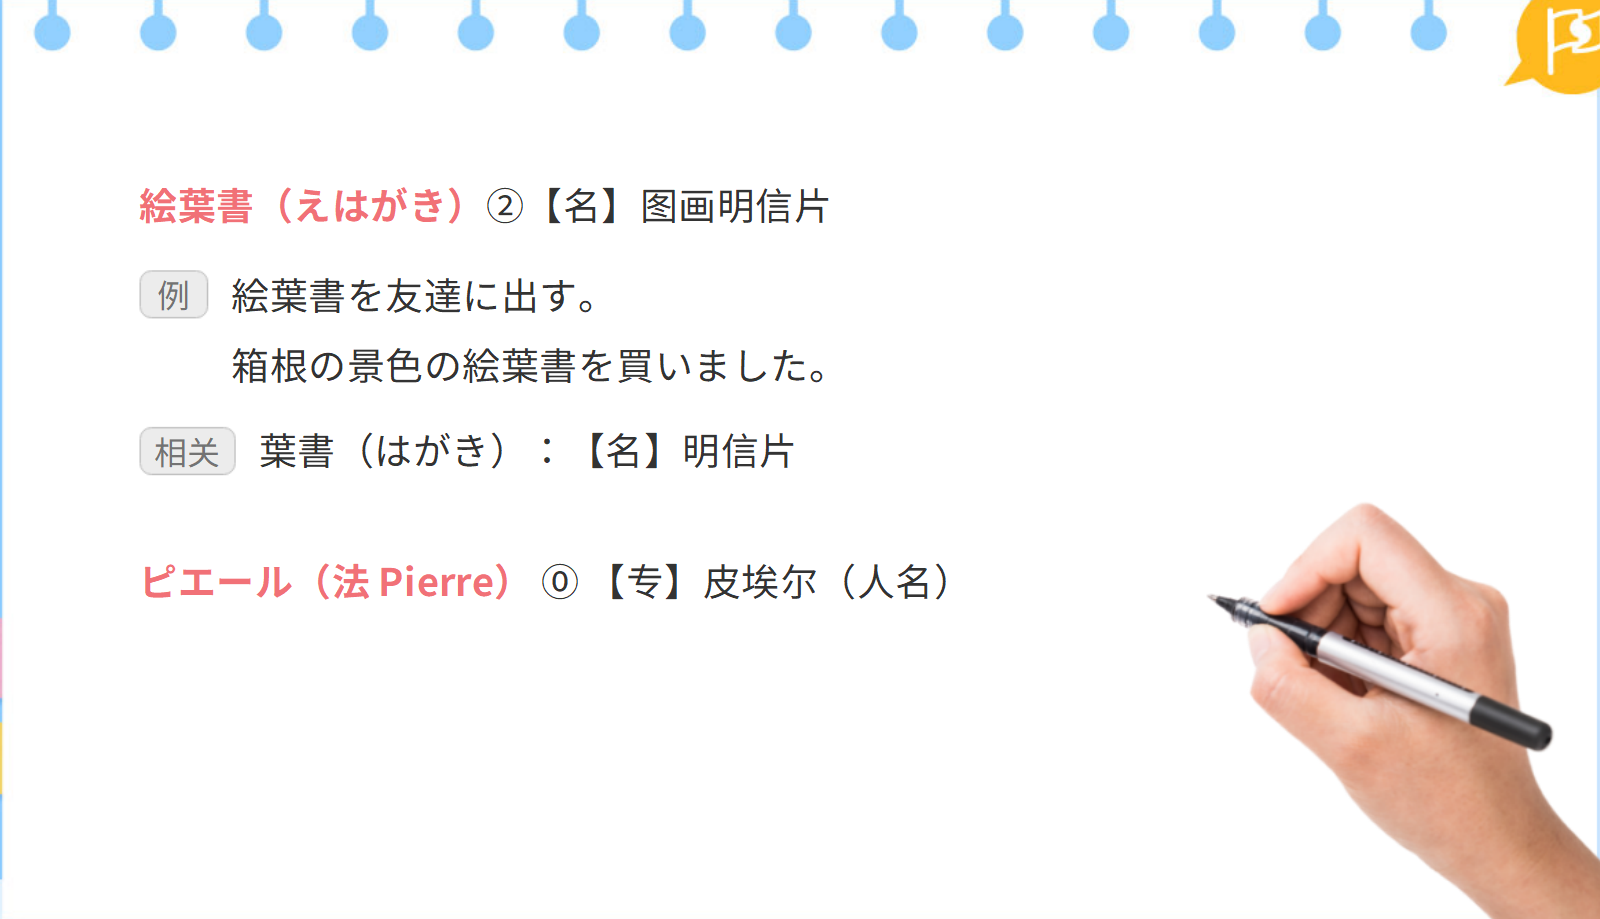 絵葉書（えはがき）②【名】图画明信片
例 絵葉書を友達に出す。
箱根の景色の絵葉書を買いました。
相关 葉書（はがき）：【名】明信片
ピエール（法 Pierre）⓪【专】皮埃尔（人名）